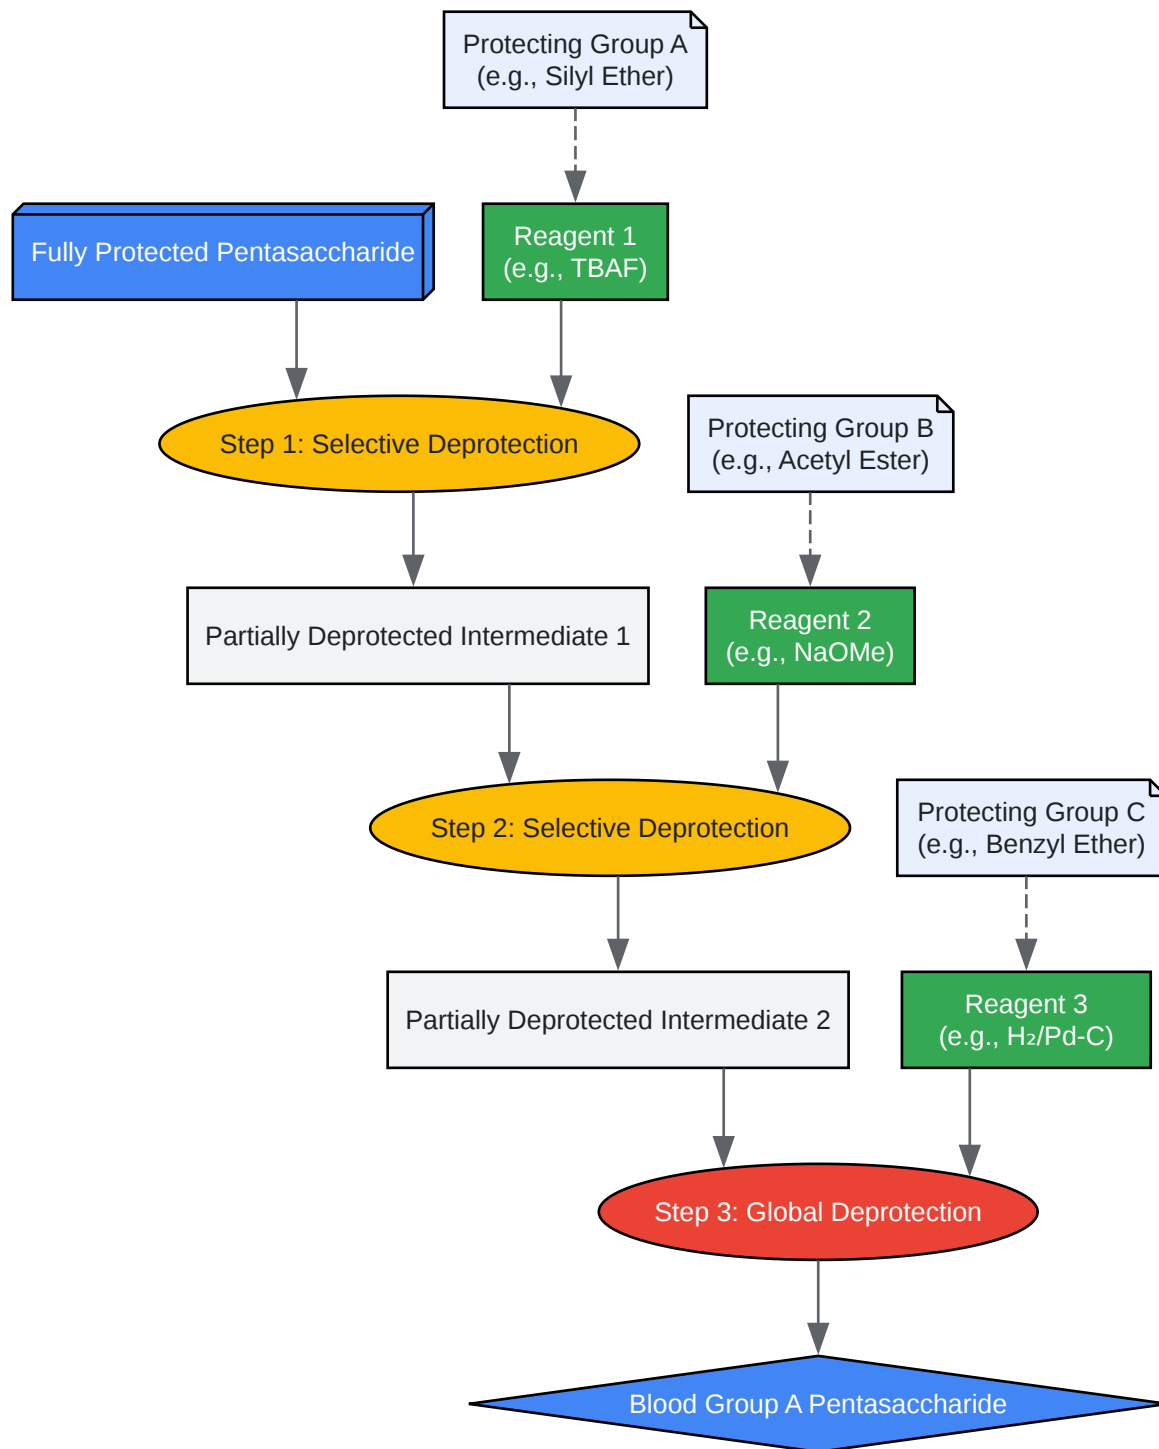 Protecting Group A
(e.g., Silyl Ether)
Fully Protected Pentasaccharide
Reagent 1
(e.g., TBAF)
Step 1: Selective Deprotection
Protecting Group B
(e.g., Acetyl Ester)
Partially Deprotected Intermediate 1
Reagent 2
(e.g., NaOMe)
Step 2: Selective Deprotection
Protecting Group C
(e.g., Benzyl Ether)
Partially Deprotected Intermediate 2
Reagent 3
(e.g., H₂/Pd-C)
Step 3: Global Deprotection
Blood Group A Pentasaccharide